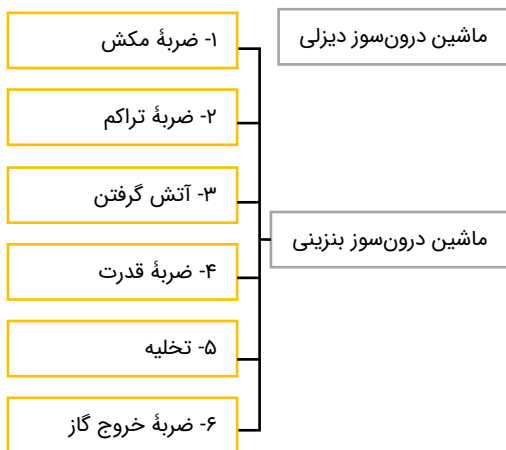 ماشین درون‌سوز دیزلی
ماشین درون‌سوز بنزینی
۱- ضربهٔ مکش
۲- ضربهٔ تراکم
۳- آتش گرفتن
۴- ضربهٔ قدرت
۵- تخلیه
۶- ضربهٔ خروج گاز